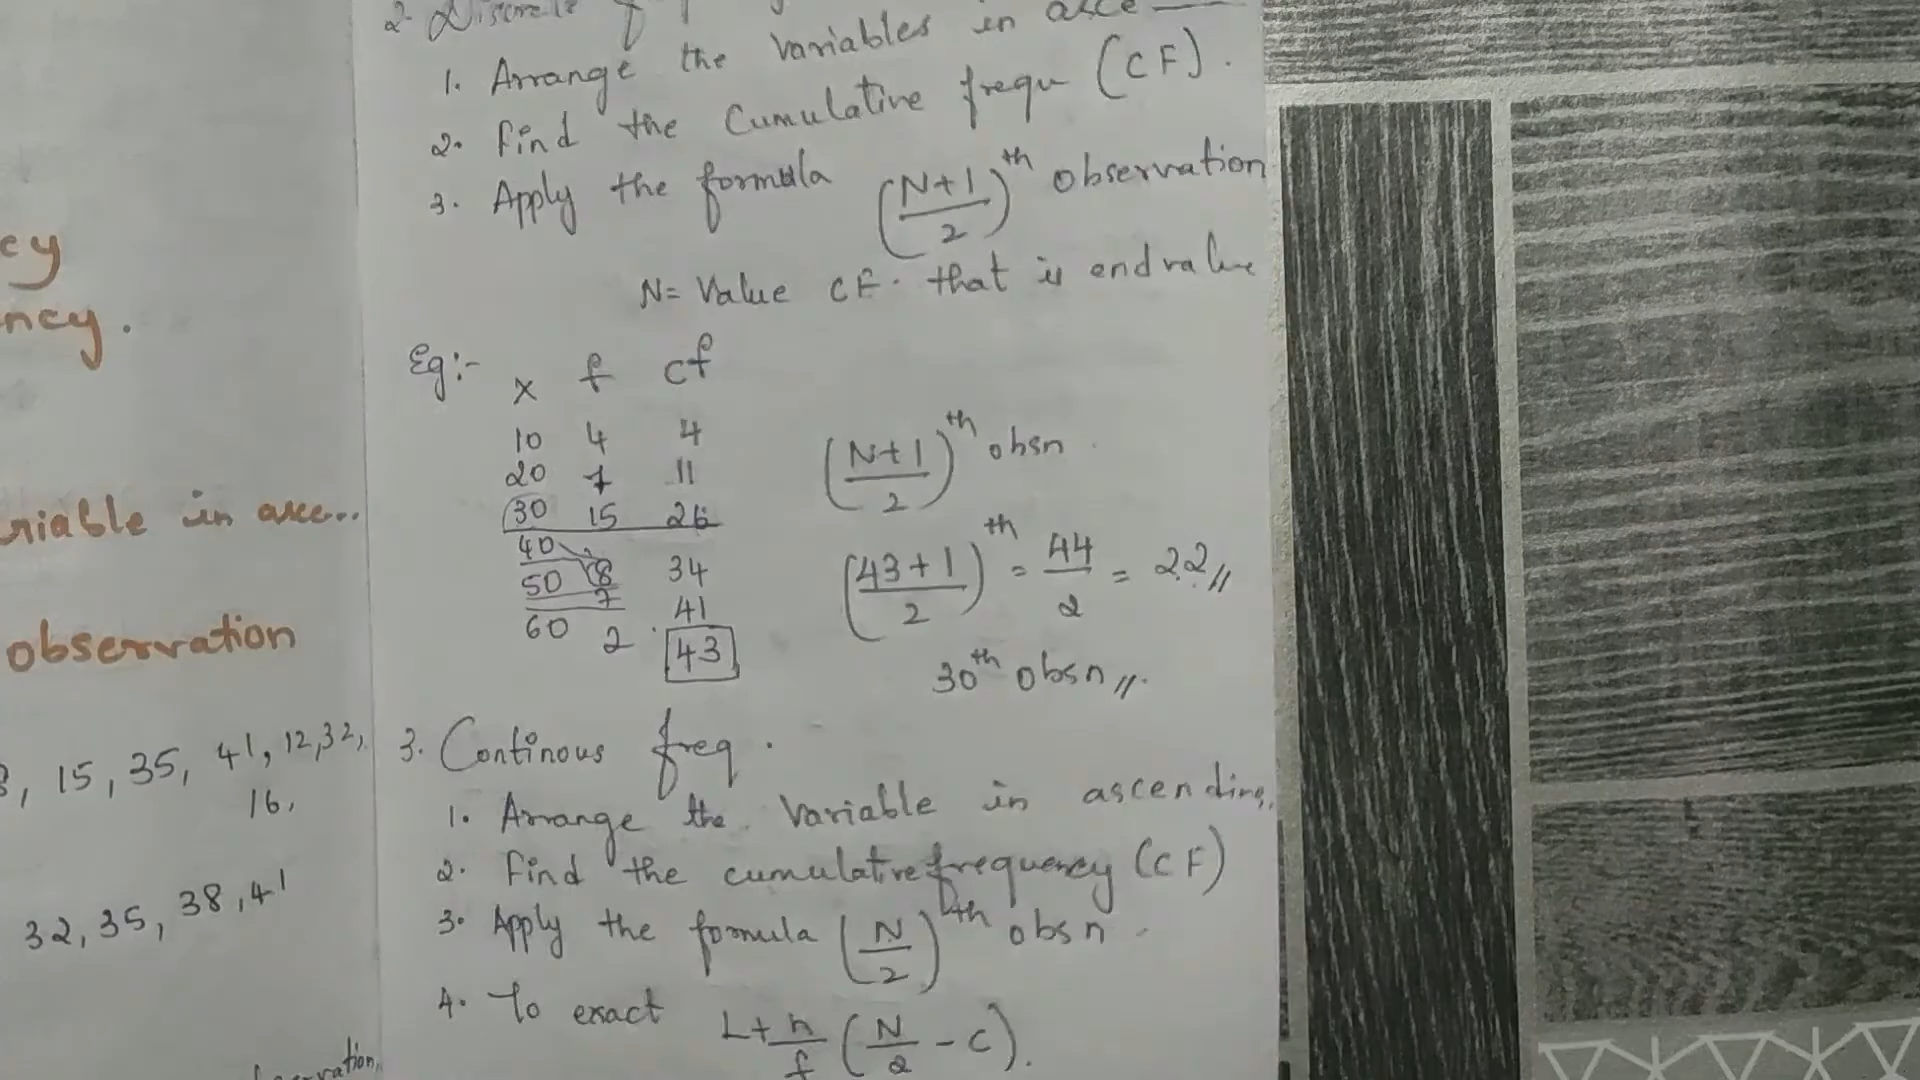 ey
ncy.
riable in asce...
observation
, 15, 35, 41, 12, 32,
16.
32, 35, 38, 41
2. Discrete
1. Arrange the Variables in asce
2. find the Cumulative frequ (CF).
3. Apply the formula (N+1/2)th observation
N = Value CF. that is end value
Eg:-
x f cf
10 4 4
20 7 11
30 15 26
40 8 34
50 7 41
60 2 43
(N+1/2)th obsn
(43+1/2)th = 44/2 = 22//
30th obsn//.
3. Continous freq.
1. Arrange the Variable in ascending,
2. Find the cumulative frequency (CF)
3. Apply the formula (N/2)th obsn.
4. To exact L+h/f (N/2 - C).